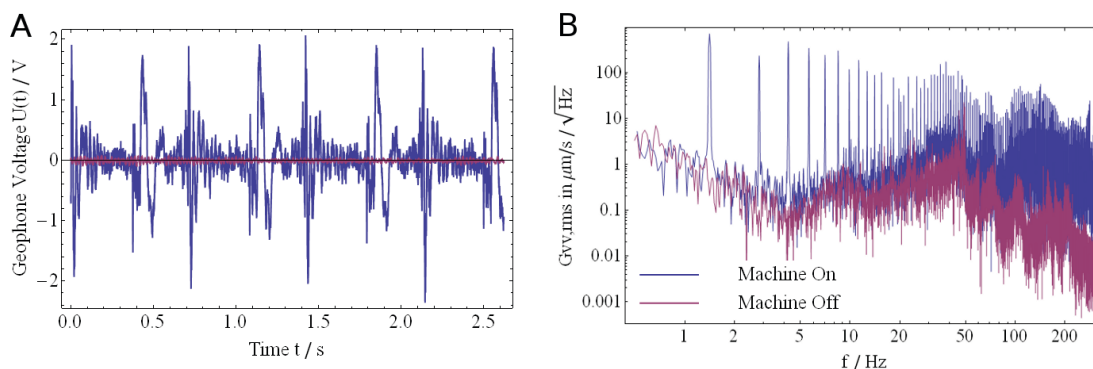 A
Geophone Voltage U(t) / V
2
1
0
−1
−2
0.0 0.5 1.0 1.5 2.0 2.5
Time t / s
B
Gvv,rms in μm/s / √Hz
100
10
1
0.1
0.01
0.001
Machine On
Machine Off
1 2 5 10 20 50 100 200
f / Hz